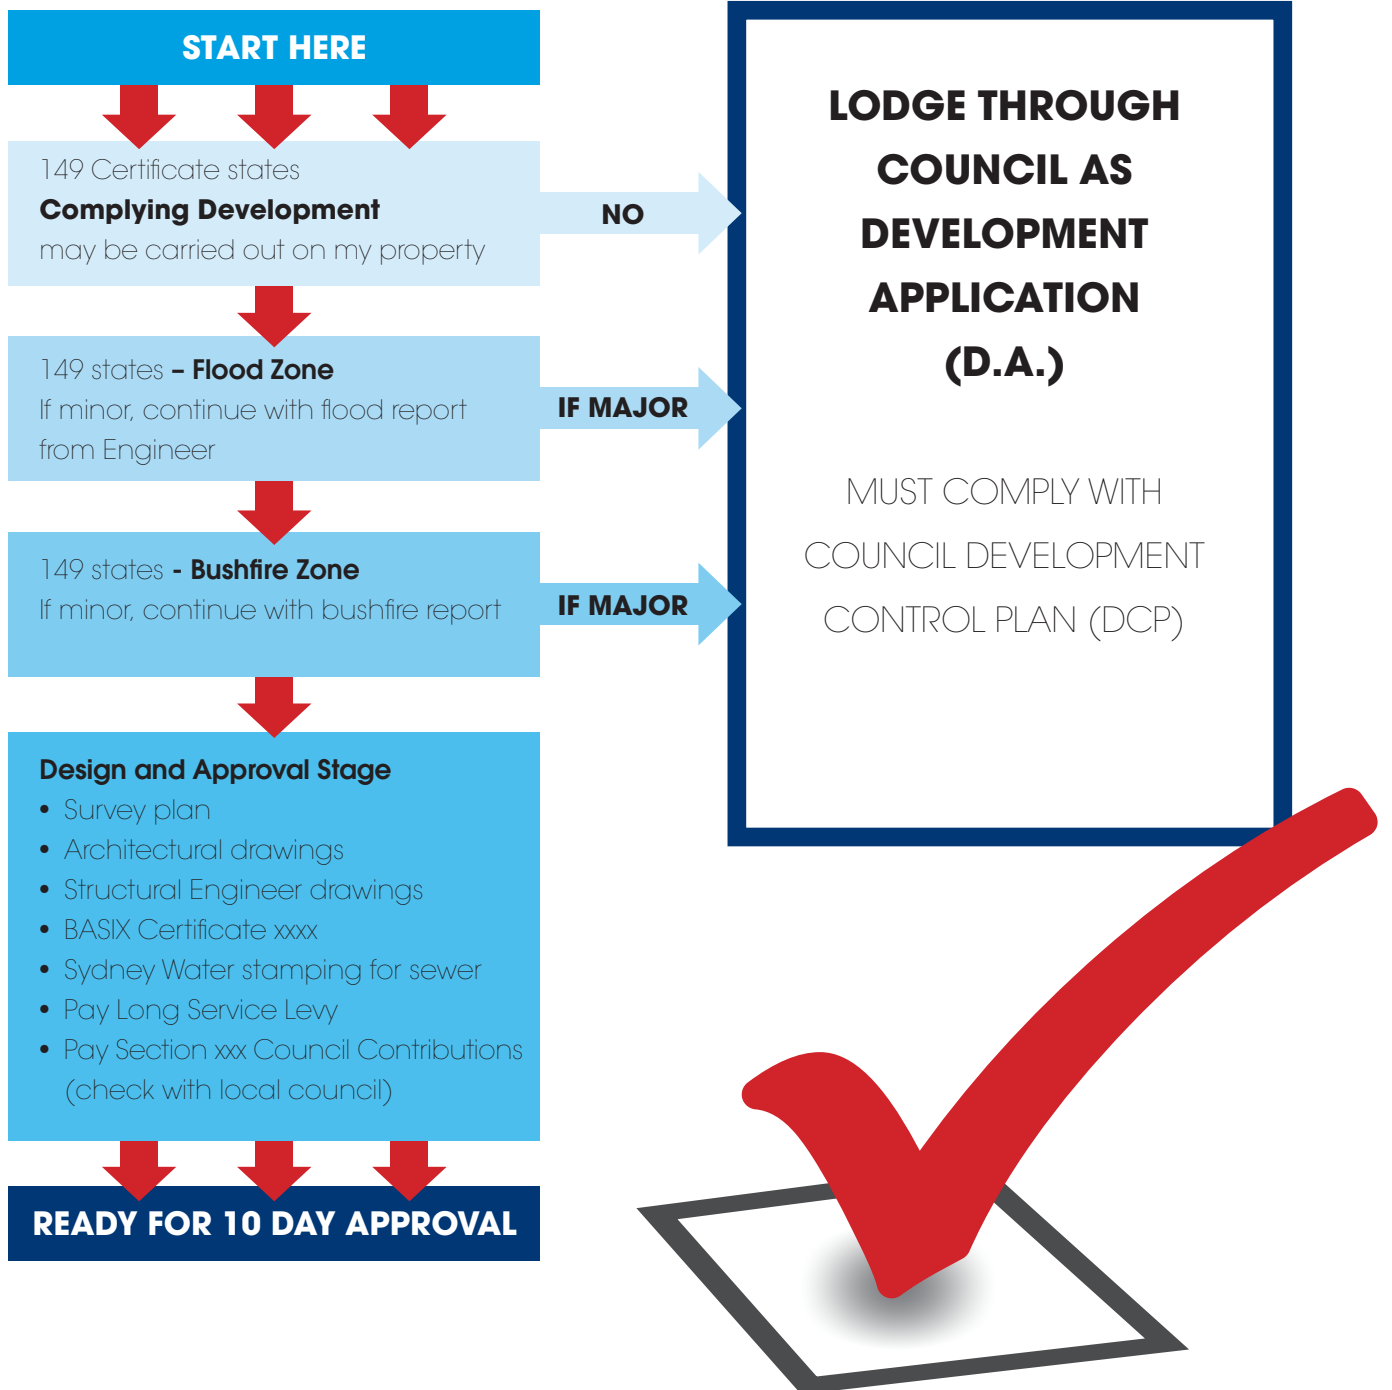 START HERE
149 Certificate states
Complying Development
may be carried out on my property
NO
149 states – Flood Zone
If minor, continue with flood report
from Engineer
IF MAJOR
149 states - Bushfire Zone
If minor, continue with bushfire report
IF MAJOR
Design and Approval Stage
• Survey plan
• Architectural drawings
• Structural Engineer drawings
• BASIX Certificate xxxx
• Sydney Water stamping for sewer
• Pay Long Service Levy
• Pay Section xxx Council Contributions
(check with local council)
READY FOR 10 DAY APPROVAL
LODGE THROUGH
COUNCIL AS
DEVELOPMENT
APPLICATION
(D.A.)
MUST COMPLY WITH
COUNCIL DEVELOPMENT
CONTROL PLAN (DCP)